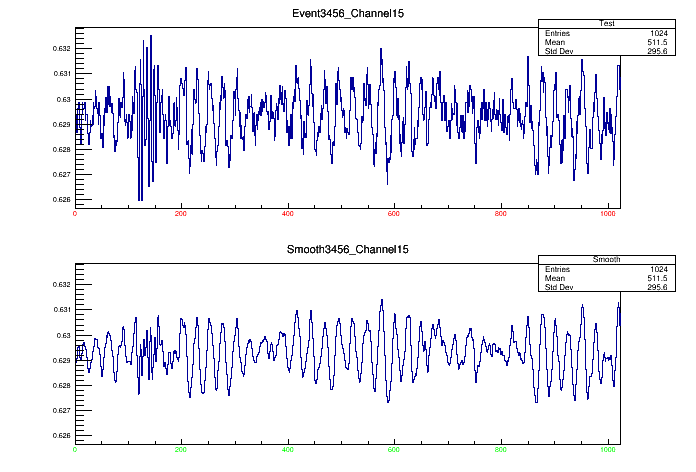 Event3456_Channel15
Test
Entries 1024
Mean 511.5
Std Dev 295.6
0.632
0.631
0.63
0.629
0.628
0.627
0.626
0 200 400 600 800 1000
Smooth3456_Channel15
Smooth
Entries 1024
Mean 511.5
Std Dev 295.6
0.632
0.631
0.63
0.629
0.628
0.627
0.626
0 200 400 600 800 1000